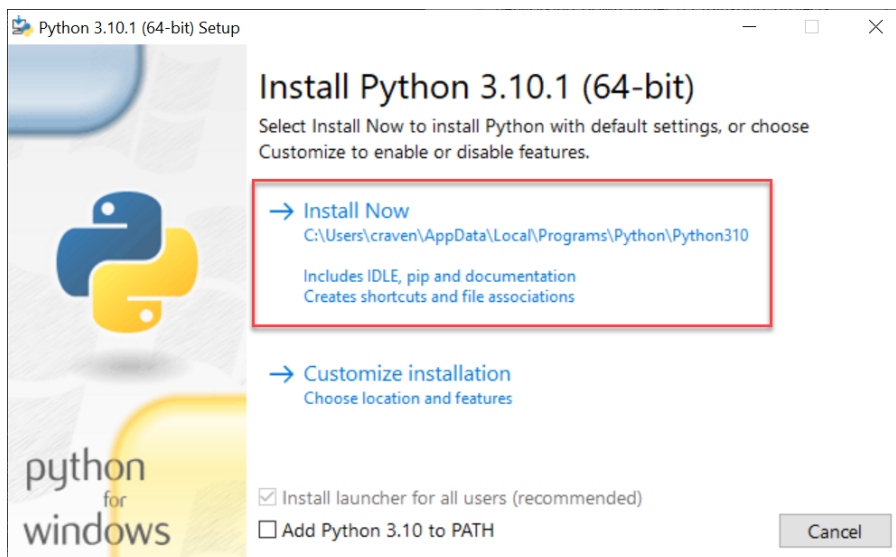 Python 3.10.1 (64-bit) Setup
Install Python 3.10.1 (64-bit)
Select Install Now to install Python with default settings, or choose
Customize to enable or disable features.
Install Now
C:\Users\craven\AppData\Local\Programs\Python\Python310
Includes IDLE, pip and documentation
Creates shortcuts and file associations
Customize installation
Choose location and features
python
for
windows
Install launcher for all users (recommended)
Add Python 3.10 to PATH
Cancel